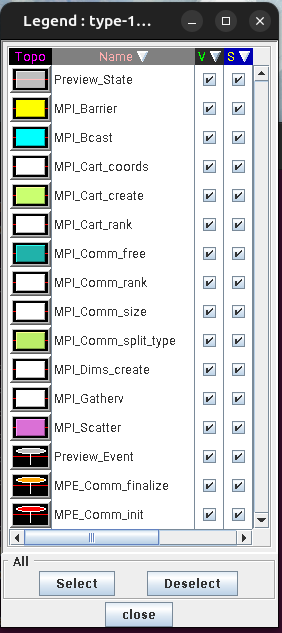 Legend : type-1...
Topo Name V S
Preview_State
MPI_Barrier
MPI_Bcast
MPI_Cart_coords
MPI_Cart_create
MPI_Cart_rank
MPI_Comm_free
MPI_Comm_rank
MPI_Comm_size
MPI_Comm_split_type
MPI_Dims_create
MPI_Gatherv
MPI_Scatter
Preview_Event
MPE_Comm_finalize
MPE_Comm_init
All
Select Deselect
close